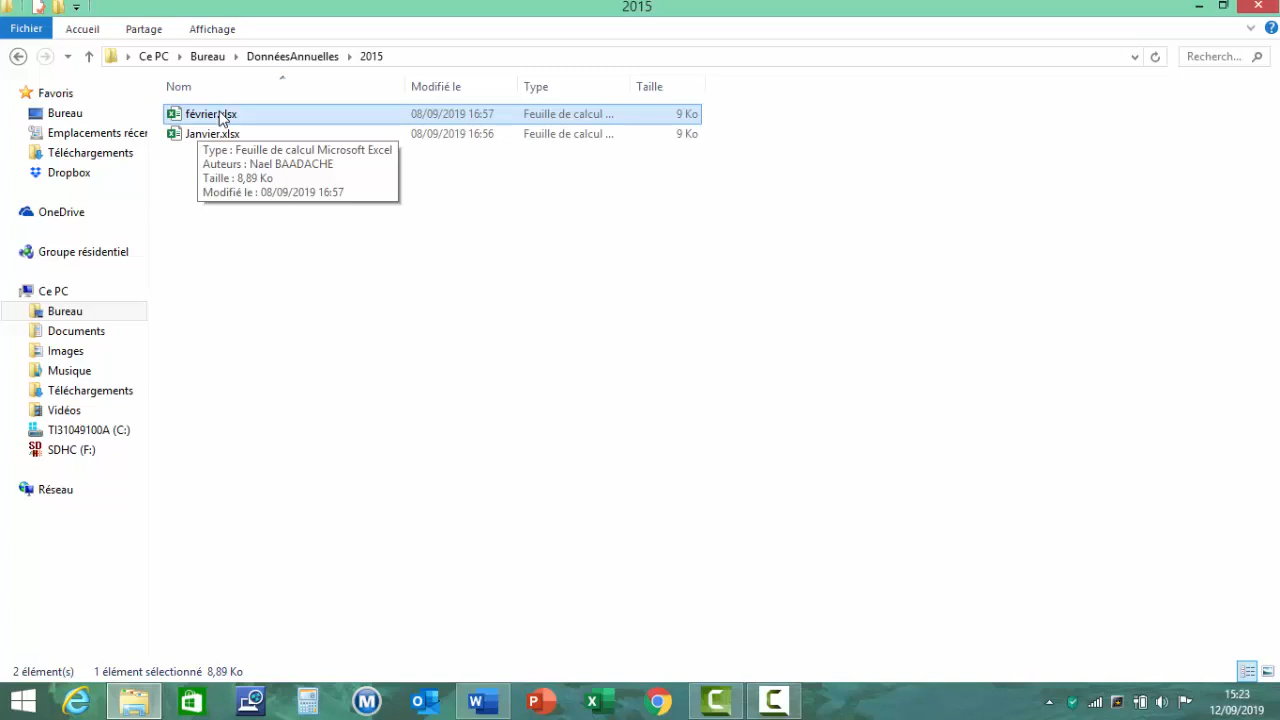 2015
Fichier Accueil Partage Affichage
Ce PC Bureau DonnéesAnnuelles 2015 Recherch...
Nom Modifié le Type Taille
février.xlsx 08/09/2019 16:57 Feuille de calcul ... 9 Ko
Janvier.xlsx 08/09/2019 16:56 Feuille de calcul ... 9 Ko
Type : Feuille de calcul Microsoft Excel
Auteurs : Nael BAADACHE
Taille : 8,89 Ko
Modifié le : 08/09/2019 16:57
Favoris
Bureau
Emplacements récer
Téléchargements
Dropbox
OneDrive
Groupe résidentiel
Ce PC
Bureau
Documents
Images
Musique
Téléchargements
Vidéos
TI31049100A (C:)
SDHC (F:)
Réseau
2 élément(s) 1 élément sélectionné 8,89 Ko
15:23
12/09/2019